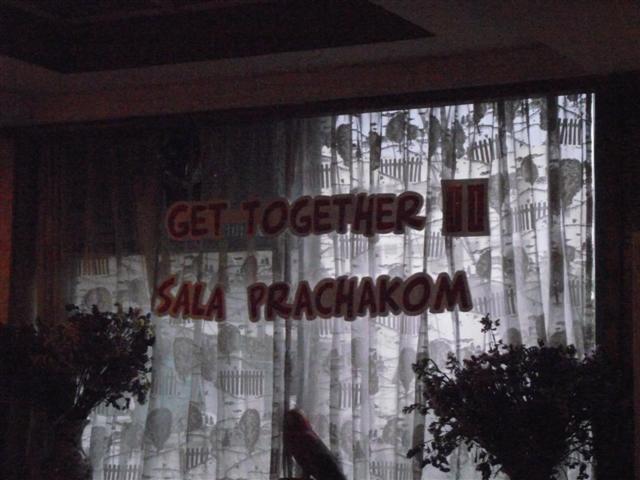 GET TOGETHER II
SALA PRACHAKOM